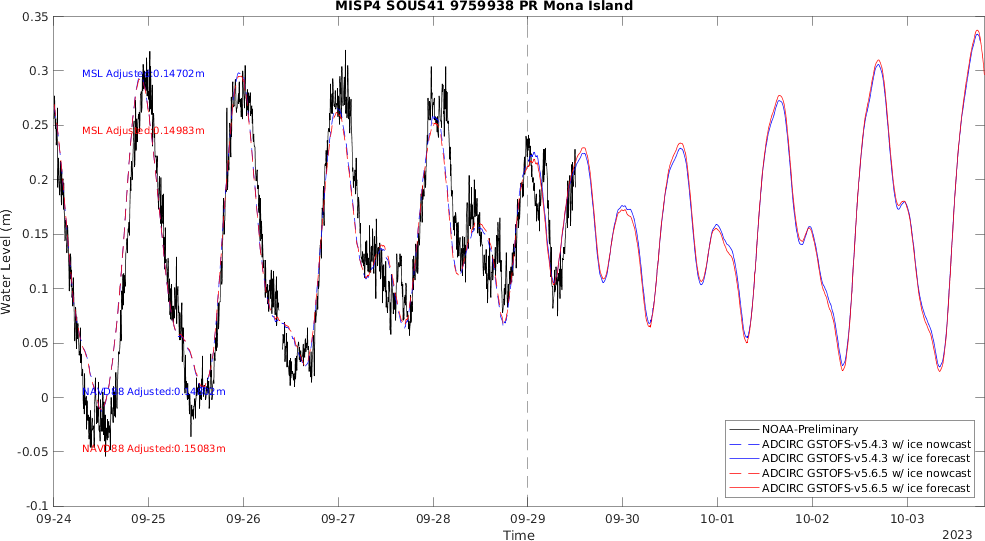 MISP4 SOUS41 9759938 PR Mona Island
0.35
0.3
0.25
0.2
0.15
0.1
0.05
0
-0.05
-0.1
Water Level (m)
MSL Adjusted:0.14702m
MSL Adjusted:0.14983m
NAVD88
NAVD88 Adjusted:0.15083m
NOAA-Preliminary
ADCIRC GSTOFS-v5.4.3 w/ ice nowcast
ADCIRC GSTOFS-v5.4.3 w/ ice forecast
ADCIRC GSTOFS-v5.6.5 w/ ice nowcast
ADCIRC GSTOFS-v5.6.5 w/ ice forecast
09-24 09-25 09-26 09-27 09-28 09-29 09-30 10-01 10-02 10-03
Time
2023